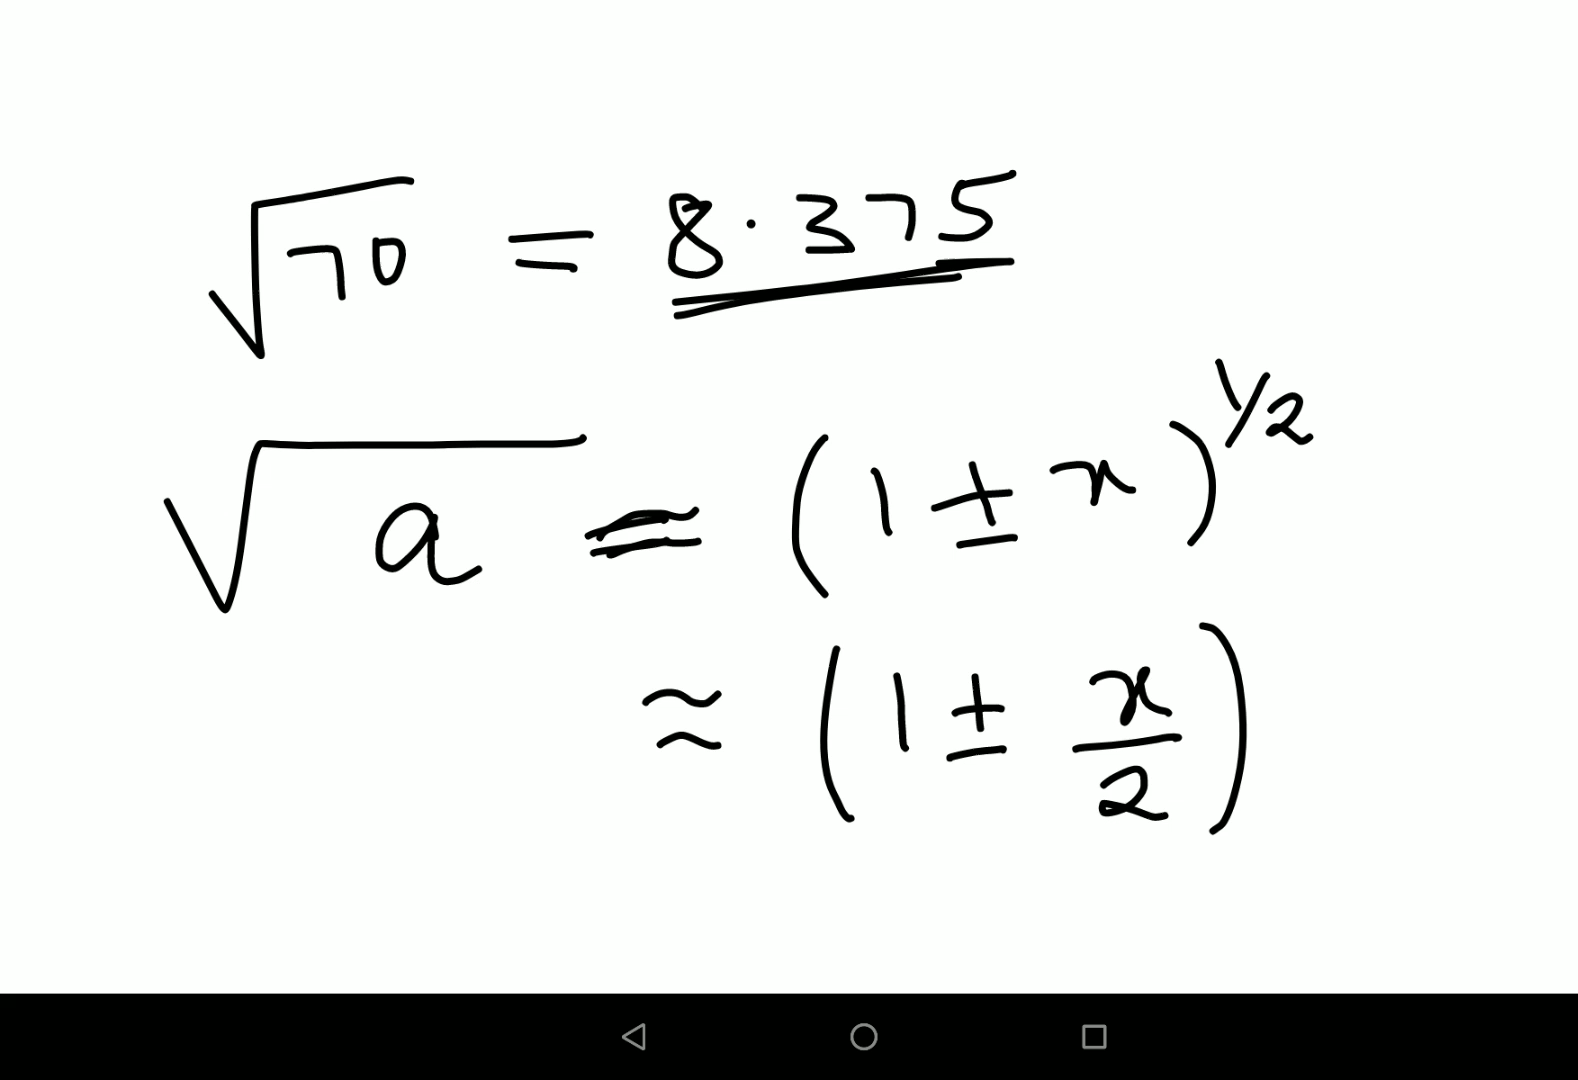 √70 = 8.375
√a = (1 ± x)^1/2
≈ (1 ± x/2)